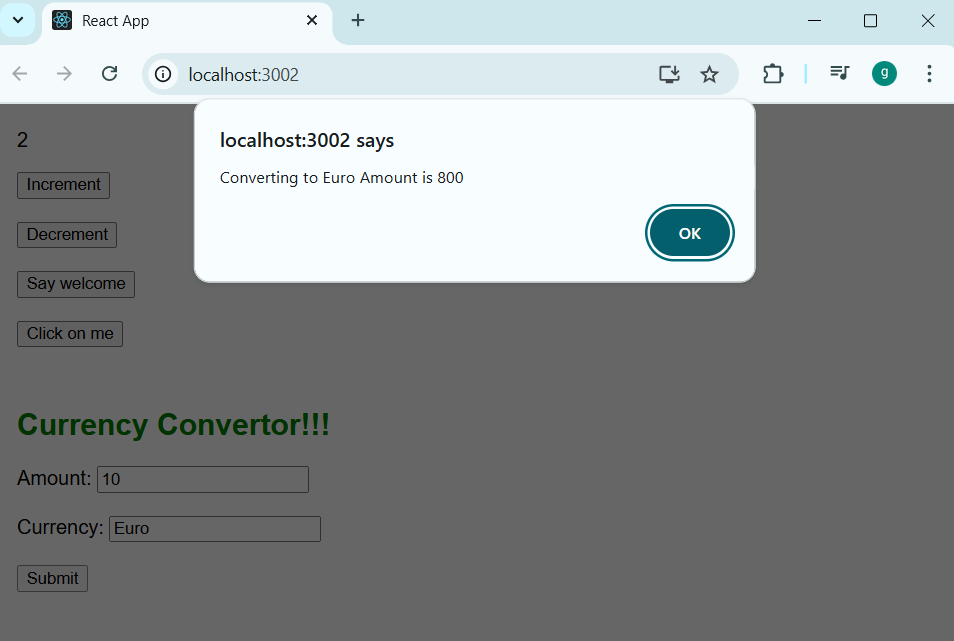 React App
localhost:3002
g
localhost:3002 says
Converting to Euro Amount is 800
OK
2
Increment
Decrement
Say welcome
Click on me
Currency Convertor!!!
Amount: 10
Currency: Euro
Submit